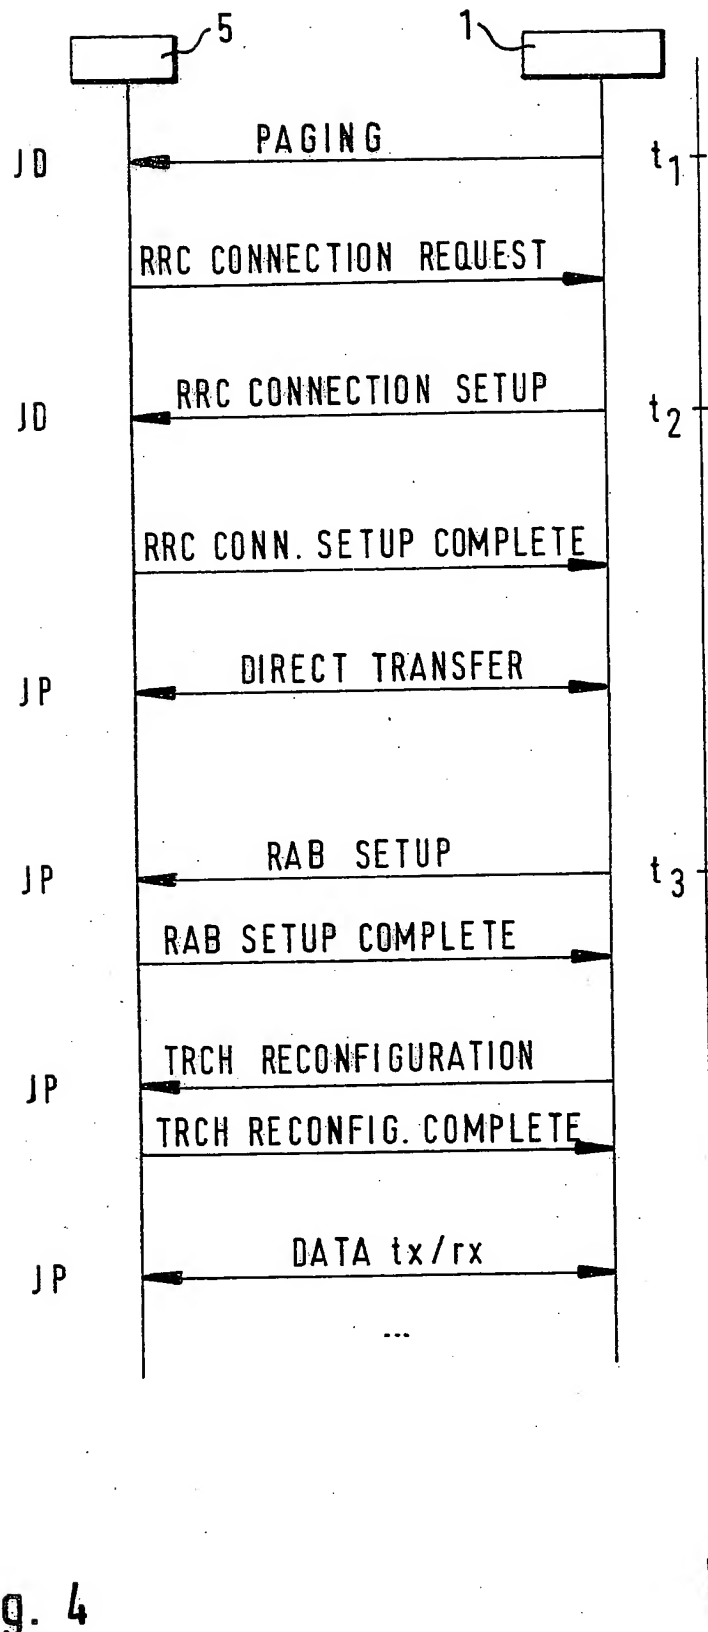 5 1
PAGING
JD t1
RRC CONNECTION REQUEST
RRC CONNECTION SETUP
JD t2
RRC CONN. SETUP COMPLETE
DIRECT TRANSFER
JP
RAB SETUP
JP t3
RAB SETUP COMPLETE
TRCH RECONFIGURATION
JP
TRCH RECONFIG. COMPLETE
DATA tx/rx
JP
...
g. 4